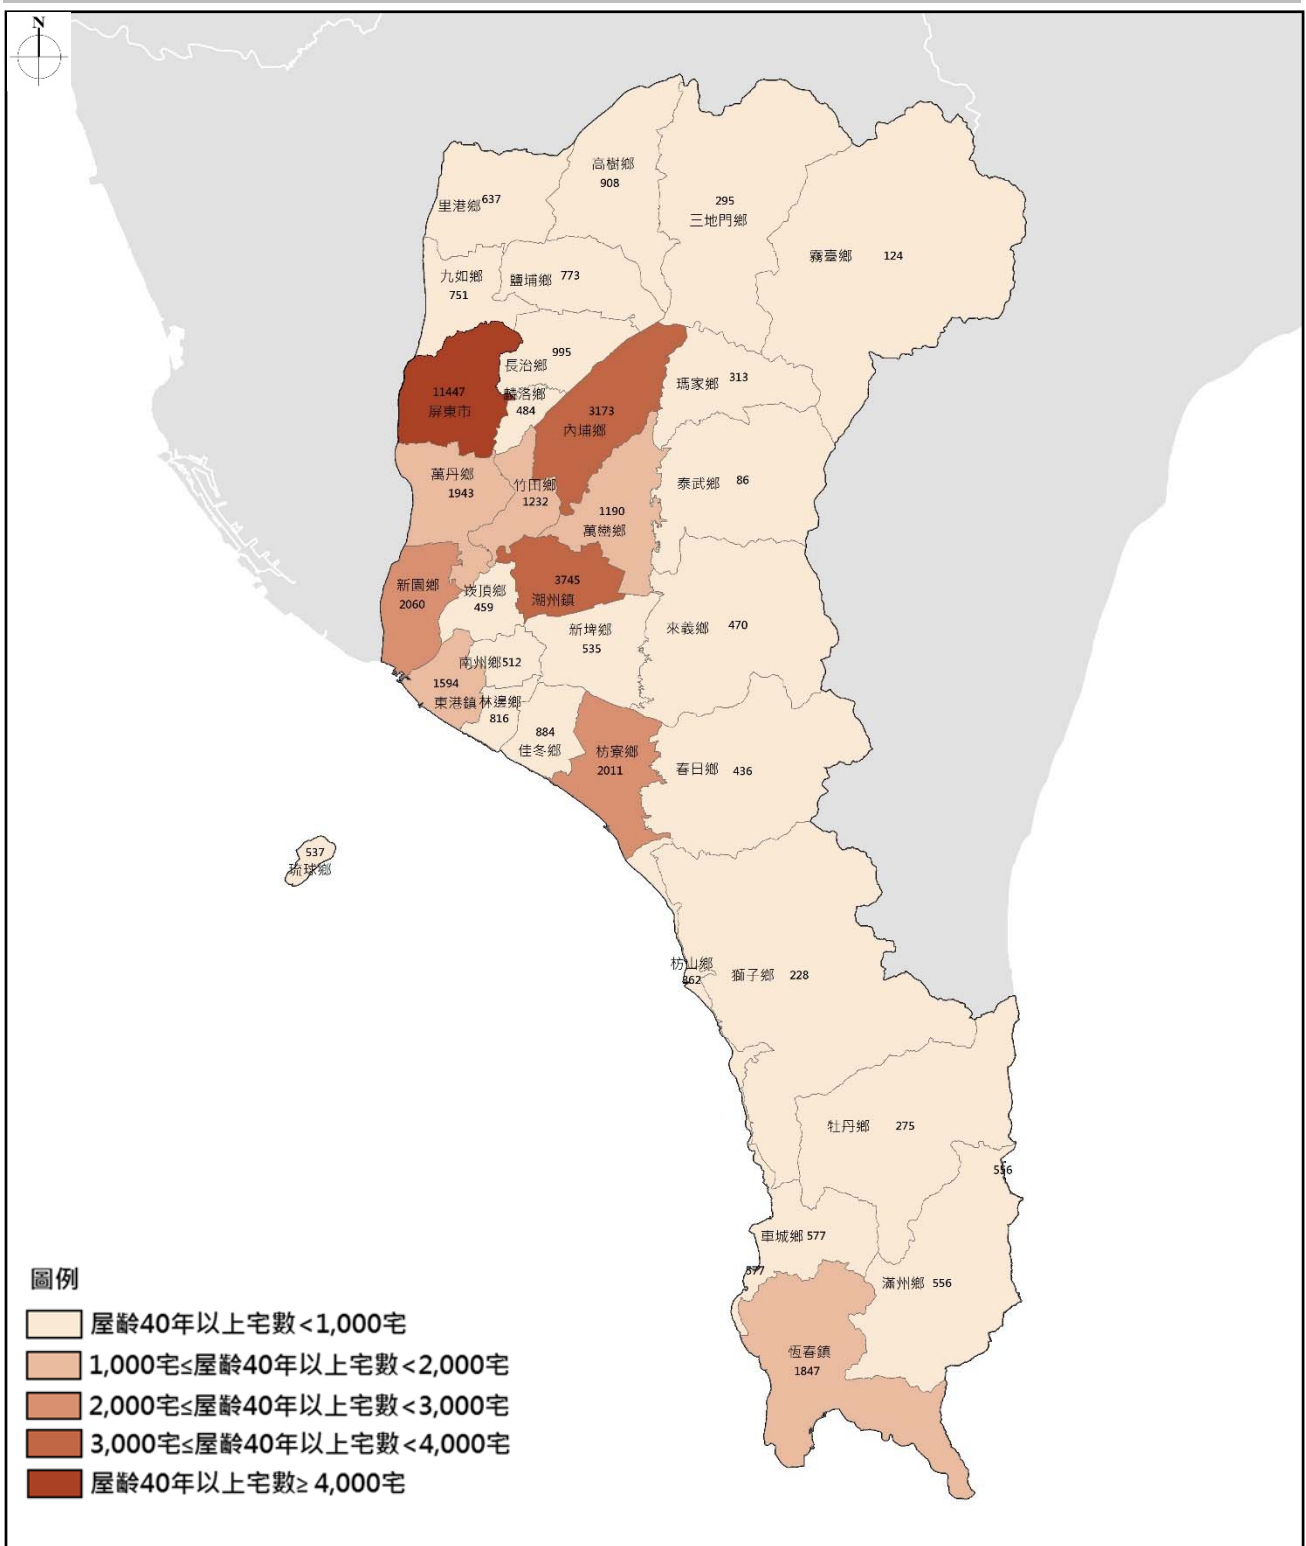 N
高樹鄉
908
里港鄉 637
295
三地門鄉
霧臺鄉 124
九如鄉
751
鹽埔鄉 773
995
長治鄉
麟洛鄉
484
瑪家鄉 313
11447
屏東市
3173
內埔鄉
萬丹鄉
1943
竹田鄉
1232
泰武鄉 86
1190
萬巒鄉
新園鄉
2060
崁頂鄉
459
3745
潮州鎮
新埤鄉
535
來義鄉 470
南州鄉 512
1594
東港鎮
林邊鄉
816
884
佳冬鄉
枋寮鄉
2011
春日鄉 436
537
琉球鄉
枋山鄉
362
獅子鄉 228
牡丹鄉 275
556
車城鄉 577
577
滿州鄉 556
恆春鎮
1847
圖例
屋齡40年以上宅數<1,000宅
1,000宅≤屋齡40年以上宅數<2,000宅
2,000宅≤屋齡40年以上宅數<3,000宅
3,000宅≤屋齡40年以上宅數<4,000宅
屋齡40年以上宅數≥ 4,000宅